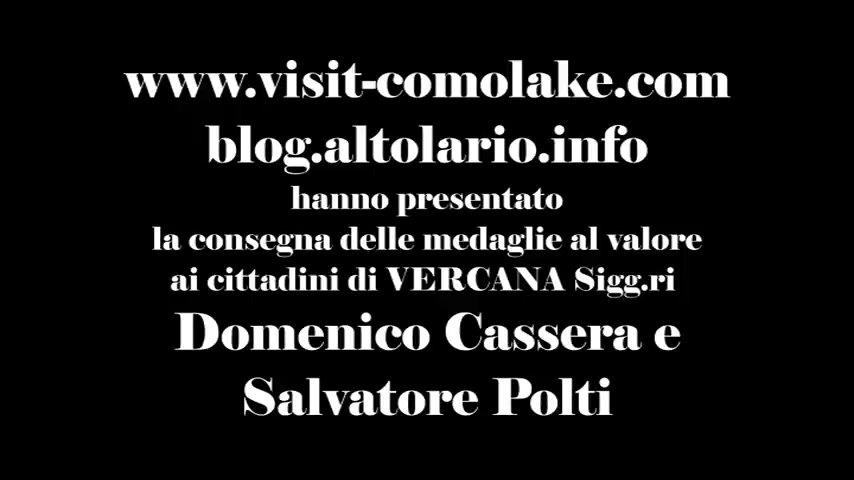 www.visit-comolake.com
blog.altolario.info
hanno presentato
la consegna delle medaglie al valore
ai cittadini di VERCANA Sigg.ri
Domenico Cassera e
Salvatore Polti